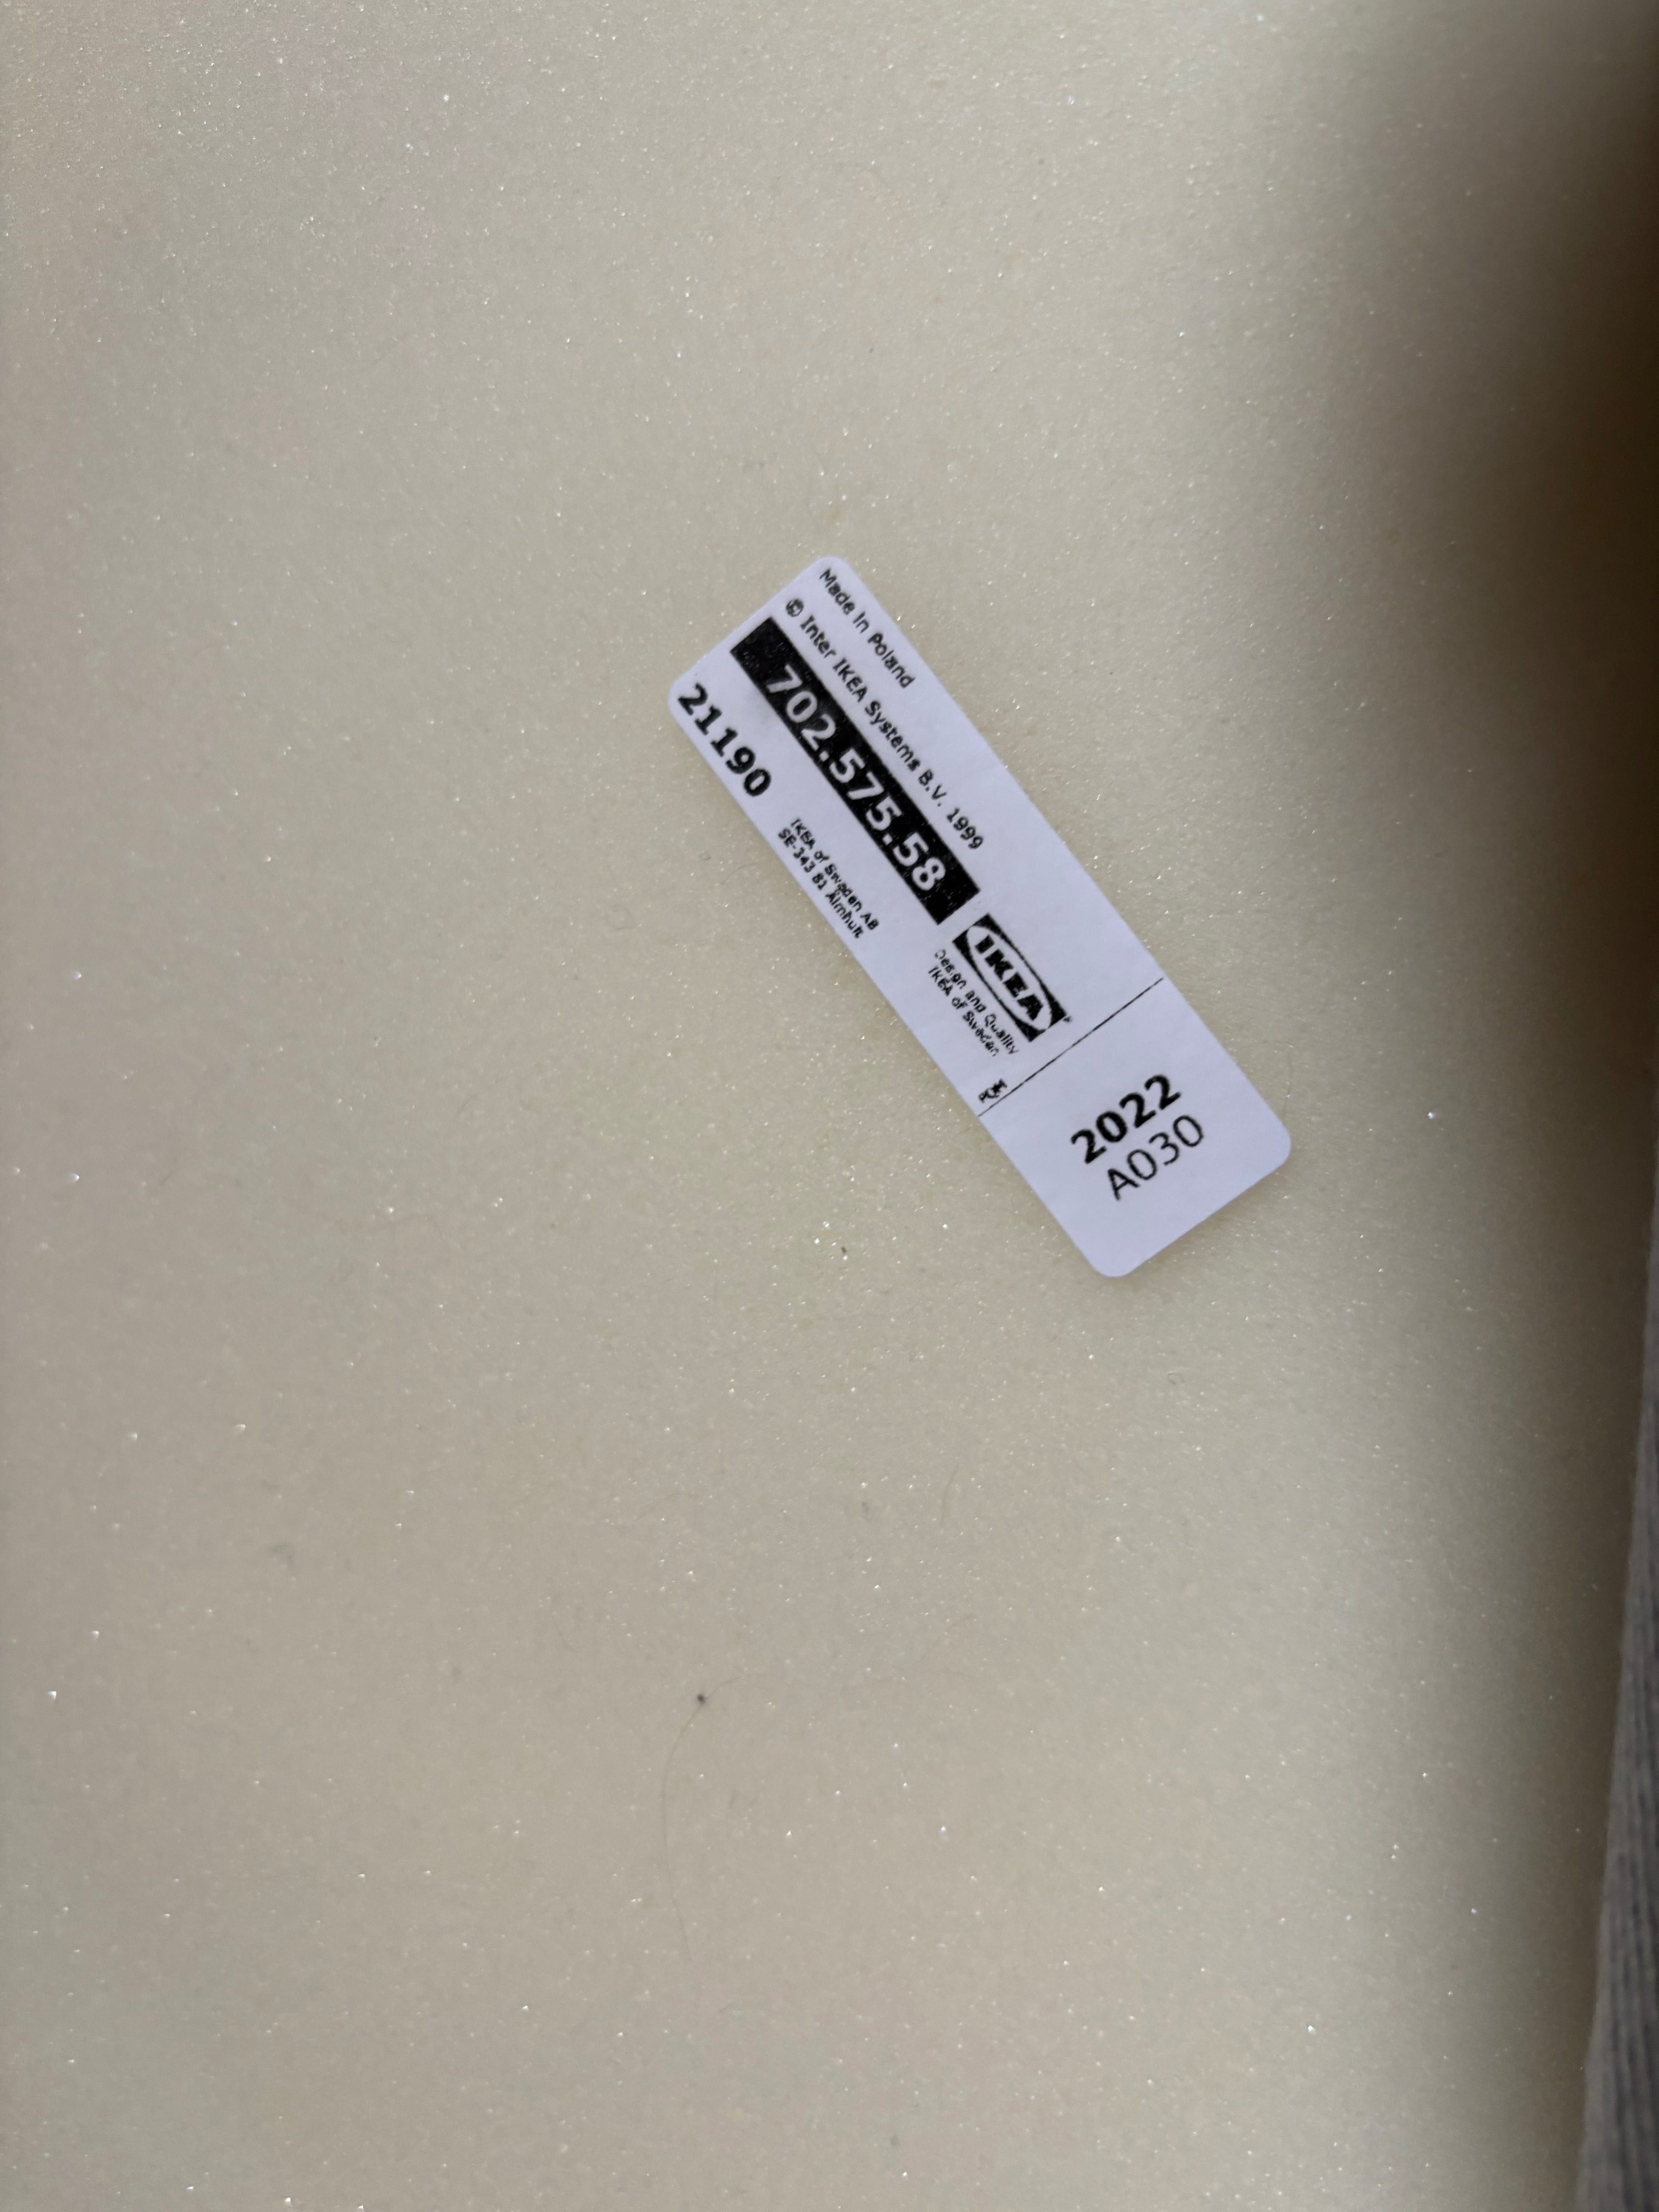 Made in Poland
© Inter IKEA Systems B.V. 1999
702.575.58
IKEA
21190
IKEA of Sweden AB
SE-343 81 Älmhult
Design and Quality
IKEA of Sweden
PQM
2022
A030